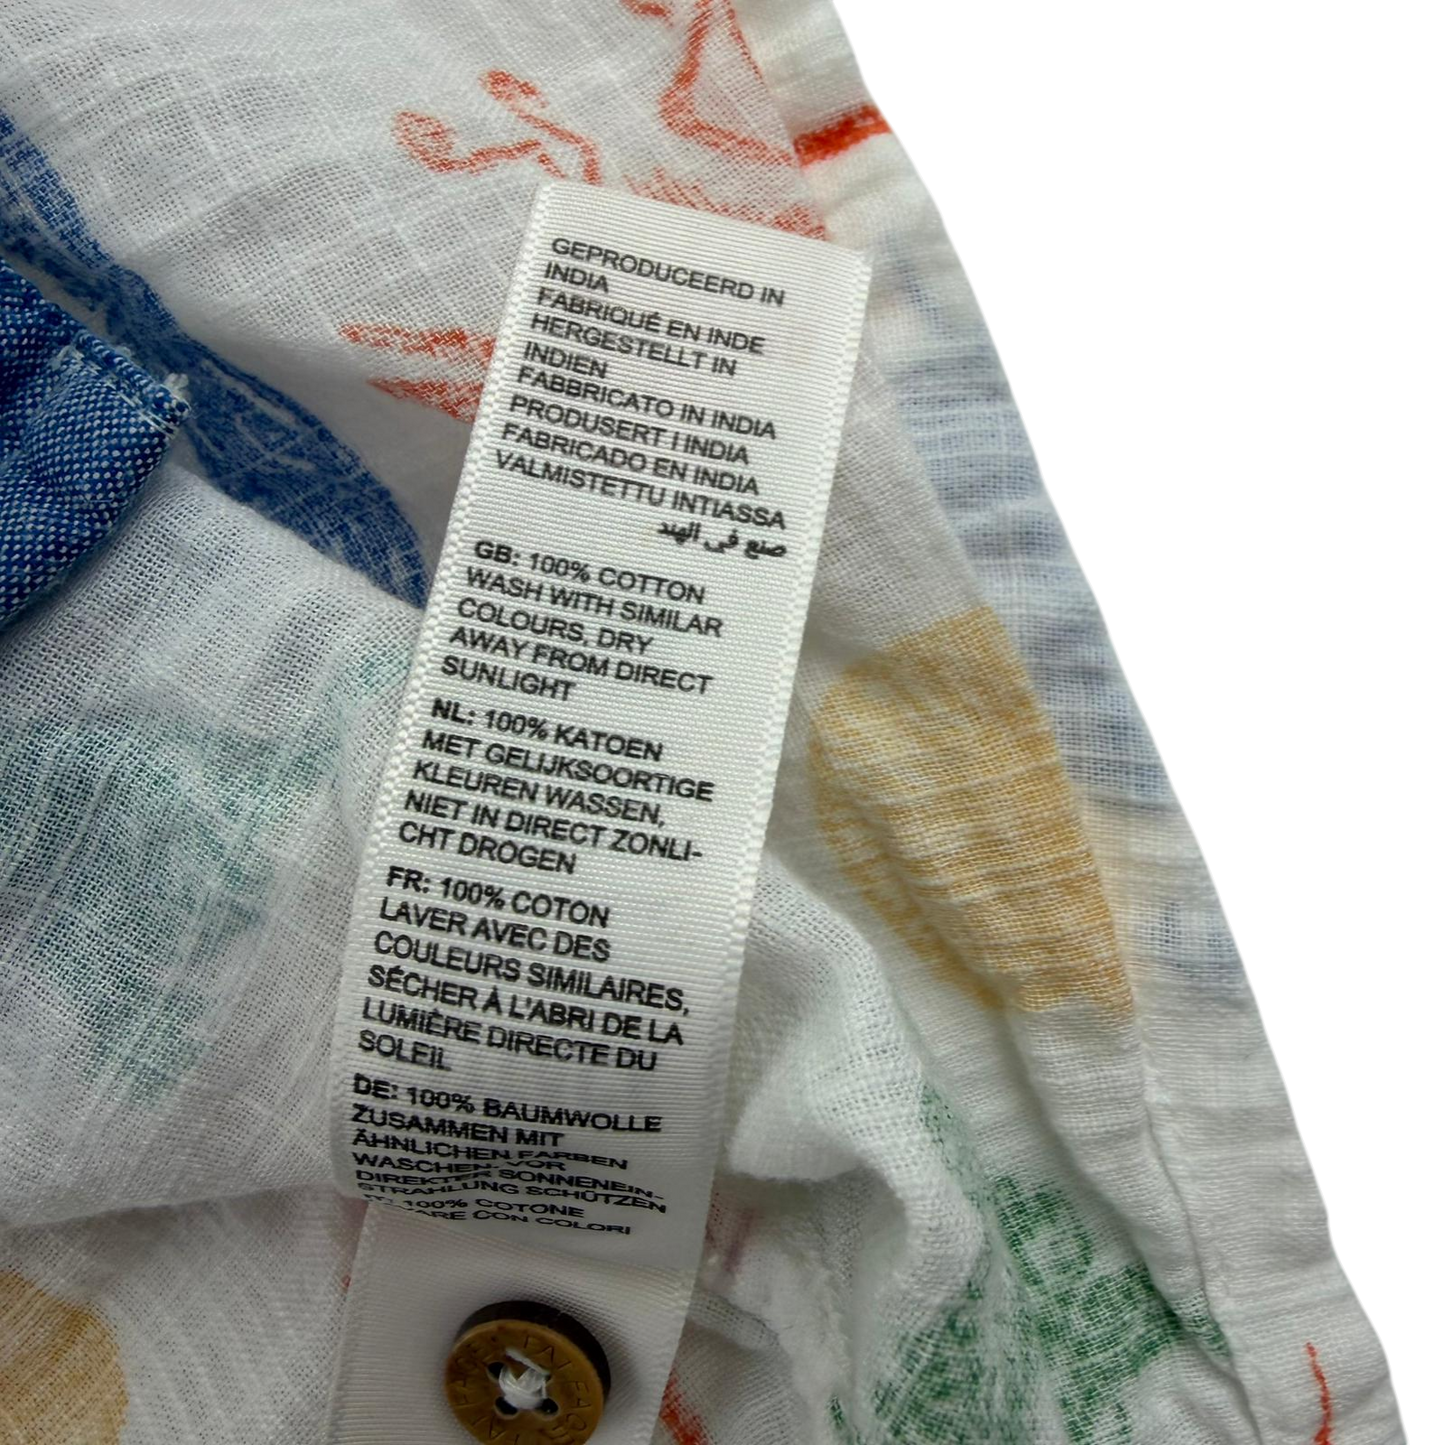 GEPRODUCEERD IN
INDIA
FABRIQUÉ EN INDE
HERGESTELLT IN
INDIEN
FABBRICATO IN INDIA
PRODUSERT I INDIA
FABRICADO EN INDIA
VALMISTETTU INTIASSA
صنع في الهند
GB: 100% COTTON
WASH WITH SIMILAR
COLOURS, DRY
AWAY FROM DIRECT
SUNLIGHT
NL: 100% KATOEN
MET GELIJKSOORTIGE
KLEUREN WASSEN,
NIET IN DIRECT ZONLI-
CHT DROGEN
FR: 100% COTON
LAVER AVEC DES
COULEURS SIMILAIRES,
SÉCHER À L'ABRI DE LA
LUMIÈRE DIRECTE DU
SOLEIL
DE: 100% BAUMWOLLE
ZUSAMMEN MIT
ÄHNLICHEN FARBEN
WASCHEN. VOR
DIREKTER SONNENEIN-
STRAHLUNG SCHÜTZEN
IT: 100% COTONE
CON COLORI